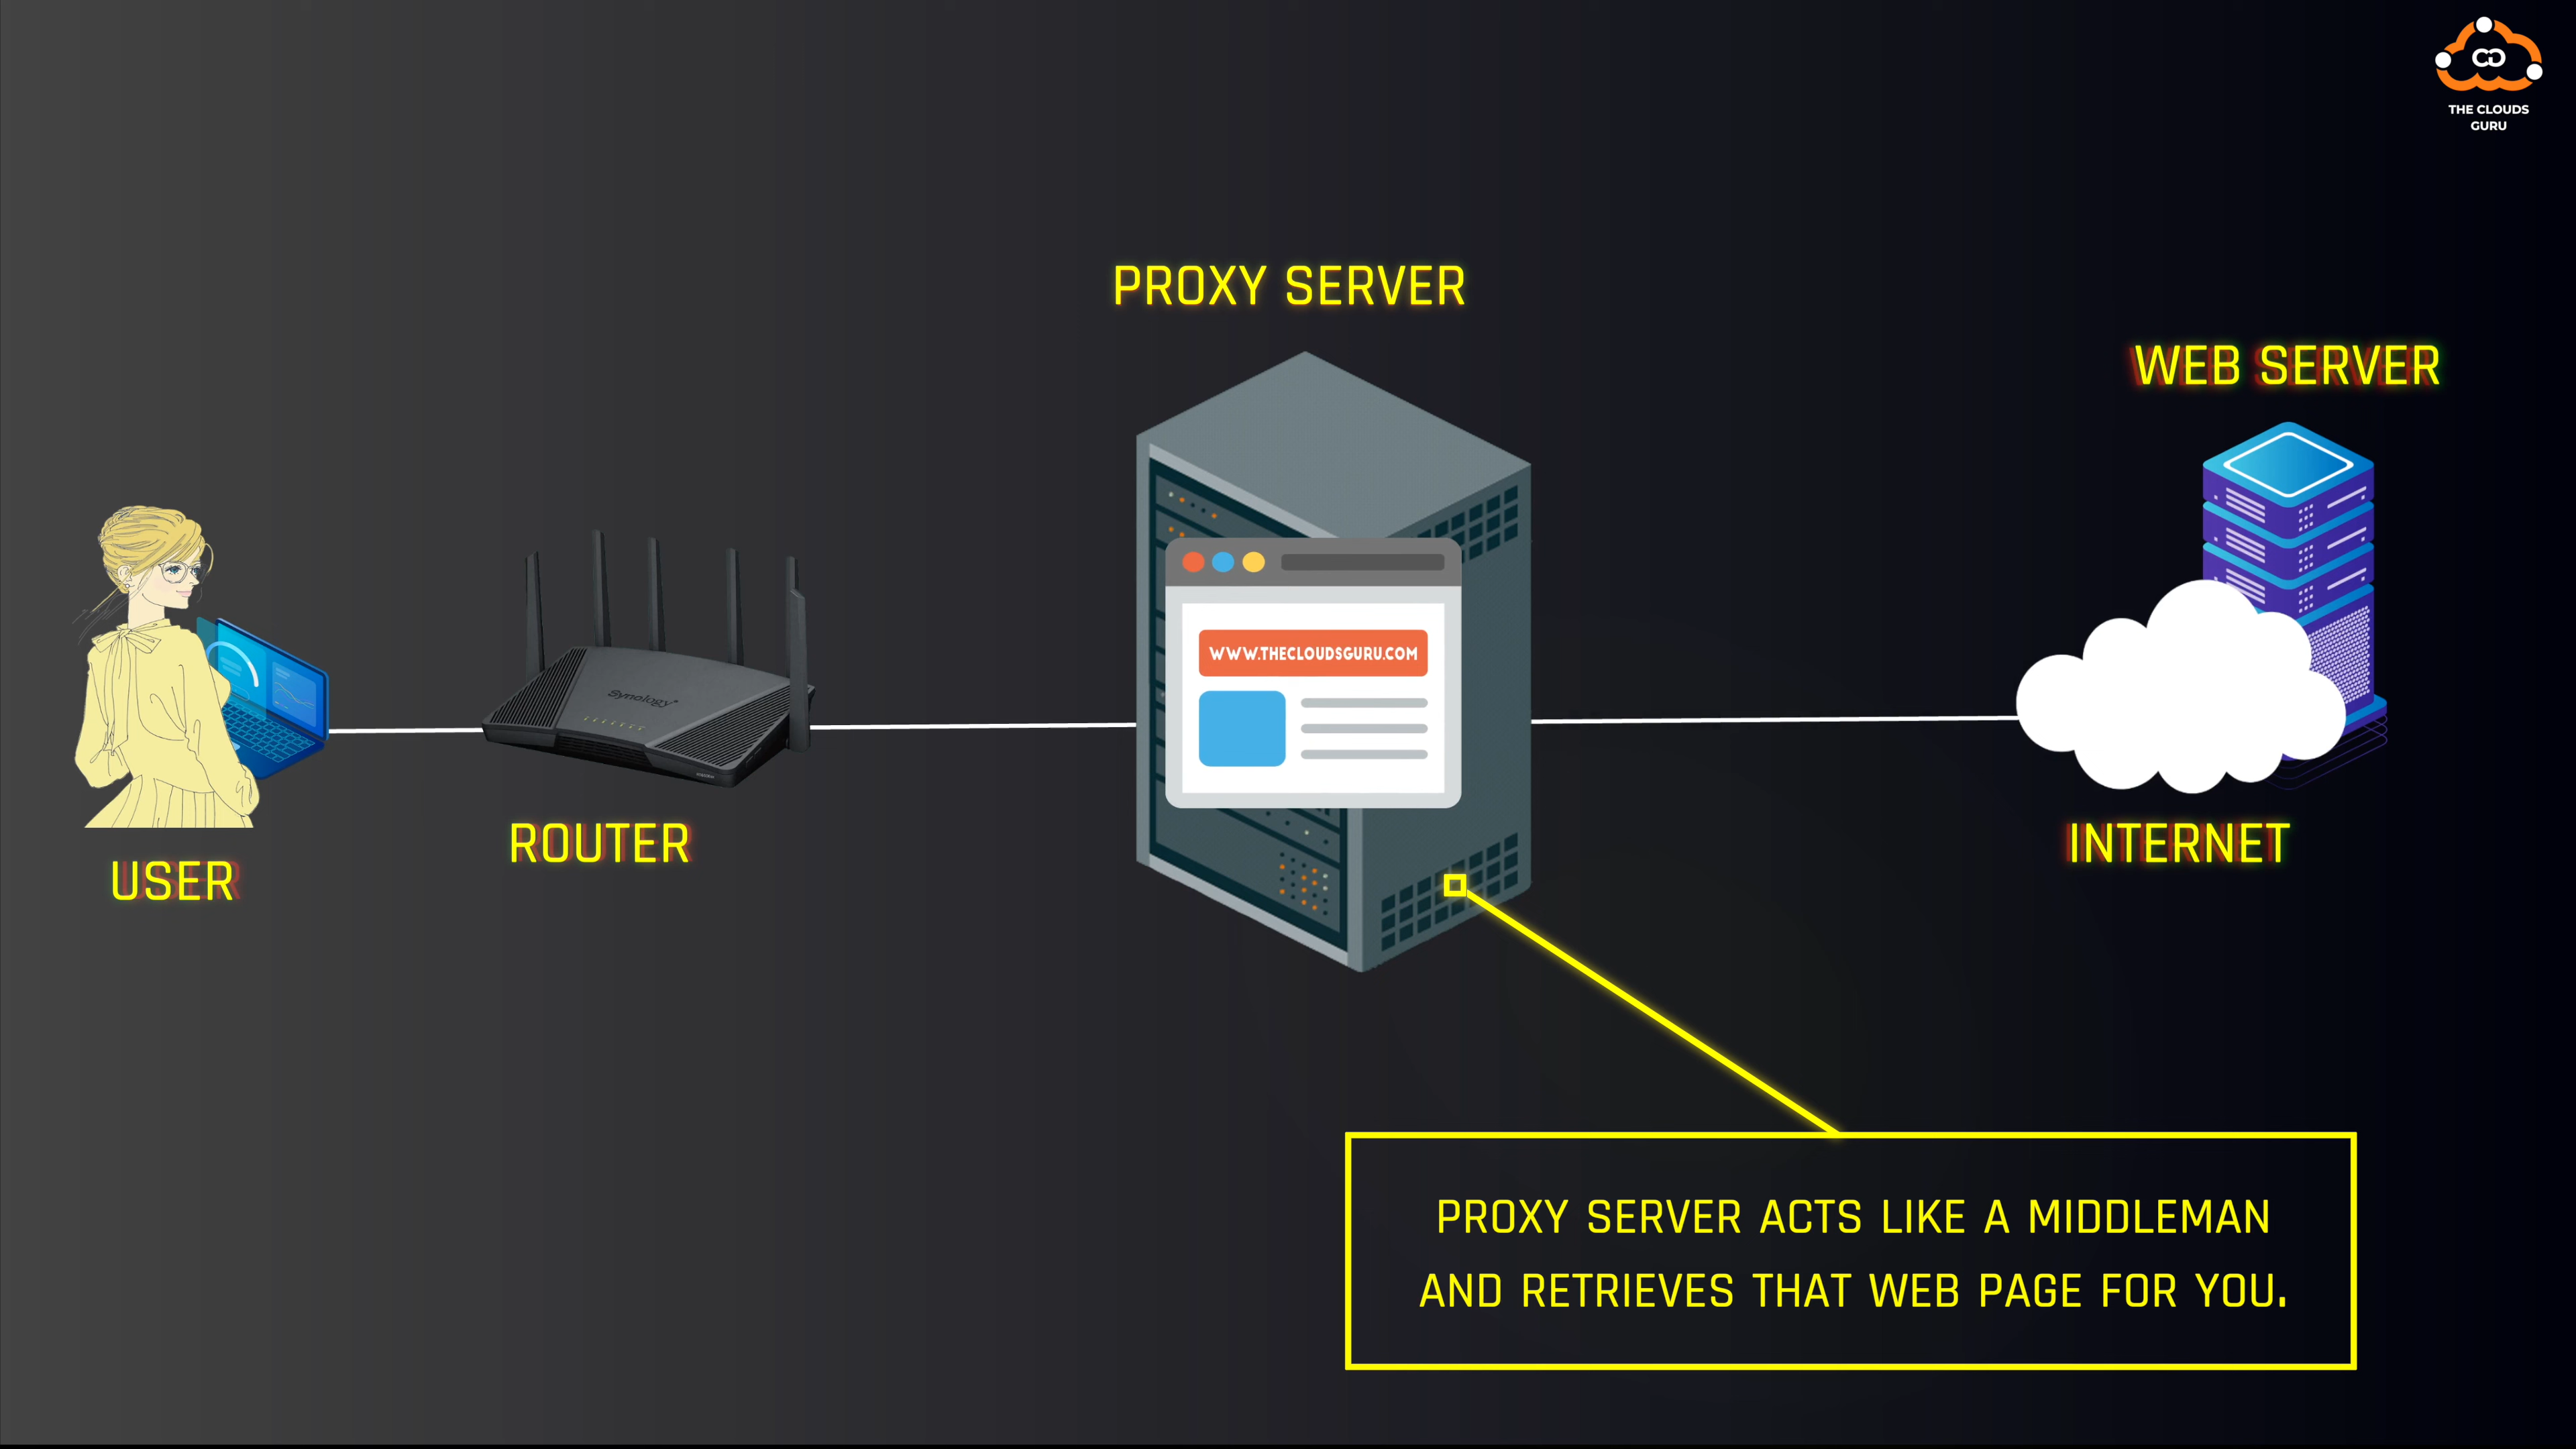 CG
THE CLOUDS
GURU
PROXY SERVER
WEB SERVER
WWW.THECLOUDSGURU.COM
Synology
ROUTER
INTERNET
USER
PROXY SERVER ACTS LIKE A MIDDLEMAN
AND RETRIEVES THAT WEB PAGE FOR YOU.